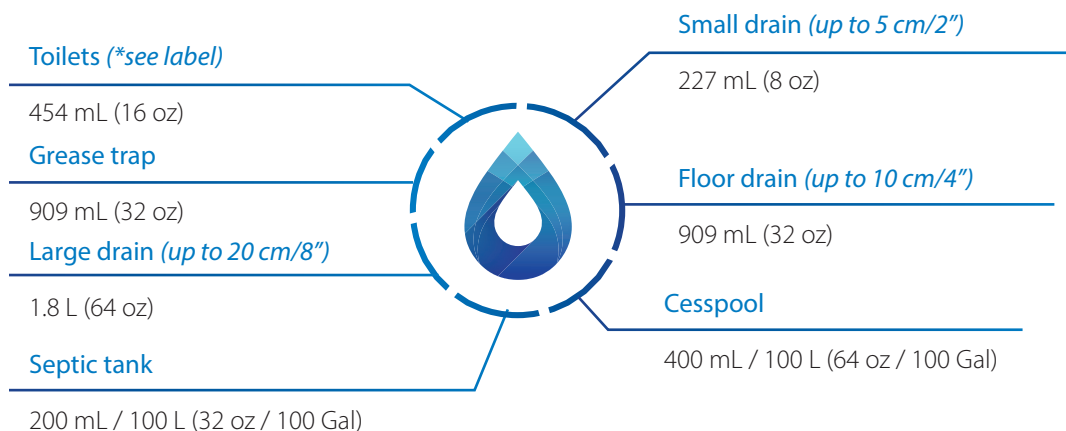 Toilets (*see label)
454 mL (16 oz)
Grease trap
909 mL (32 oz)
Large drain (up to 20 cm/8”)
1.8 L (64 oz)
Septic tank
200 mL / 100 L (32 oz / 100 Gal)
Small drain (up to 5 cm/2”)
227 mL (8 oz)
Floor drain (up to 10 cm/4”)
909 mL (32 oz)
Cesspool
400 mL / 100 L (64 oz / 100 Gal)